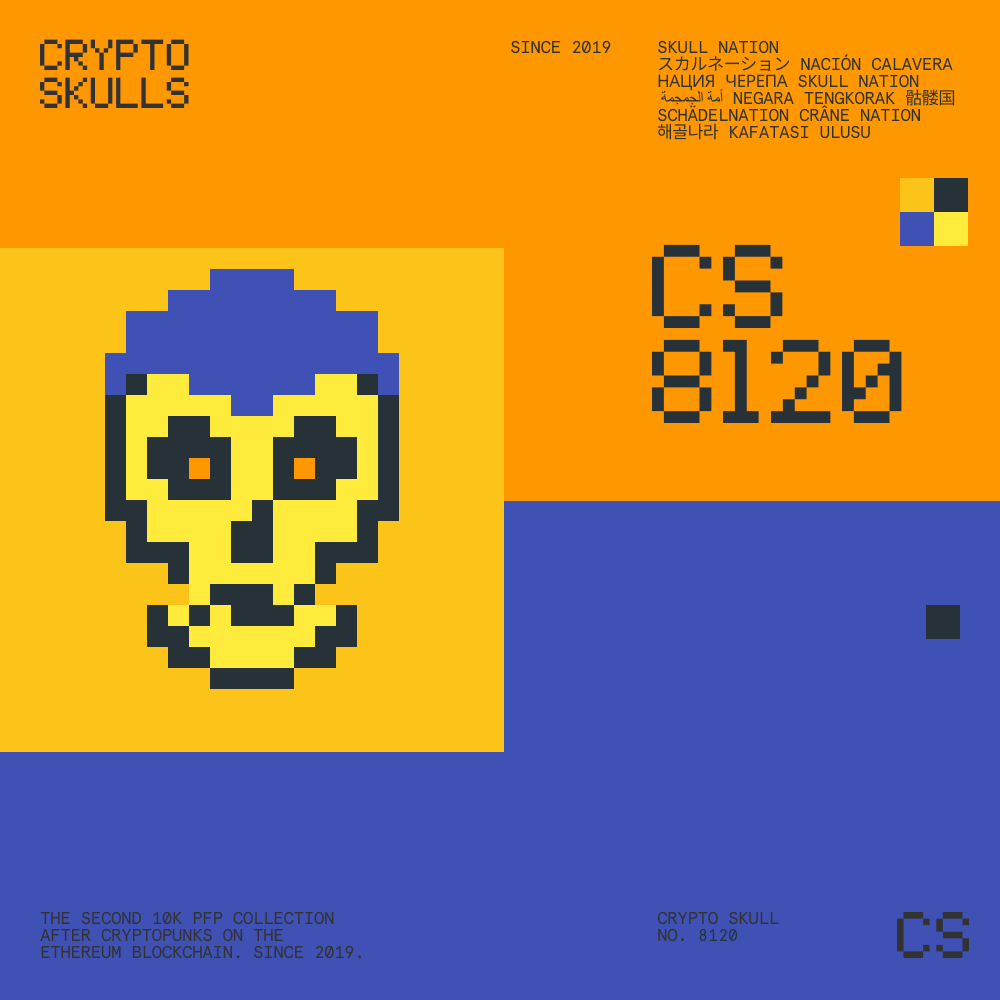 CRYPTO
SKULLS
SINCE 2019
SKULL NATION
スカルネーション NACIÓN CALAVERA
НАЦИЯ ЧЕРЕПА SKULL NATION
أمة الجمجمة NEGARA TENGKORAK 骷髅国
SCHÄDELNATION CRÂNE NATION
해골나라 KAFATASI ULUSU
CS
8120
THE SECOND 10K PFP COLLECTION
AFTER CRYPTOPUNKS ON THE
ETHEREUM BLOCKCHAIN. SINCE 2019.
CRYPTO SKULL
NO. 8120
CS